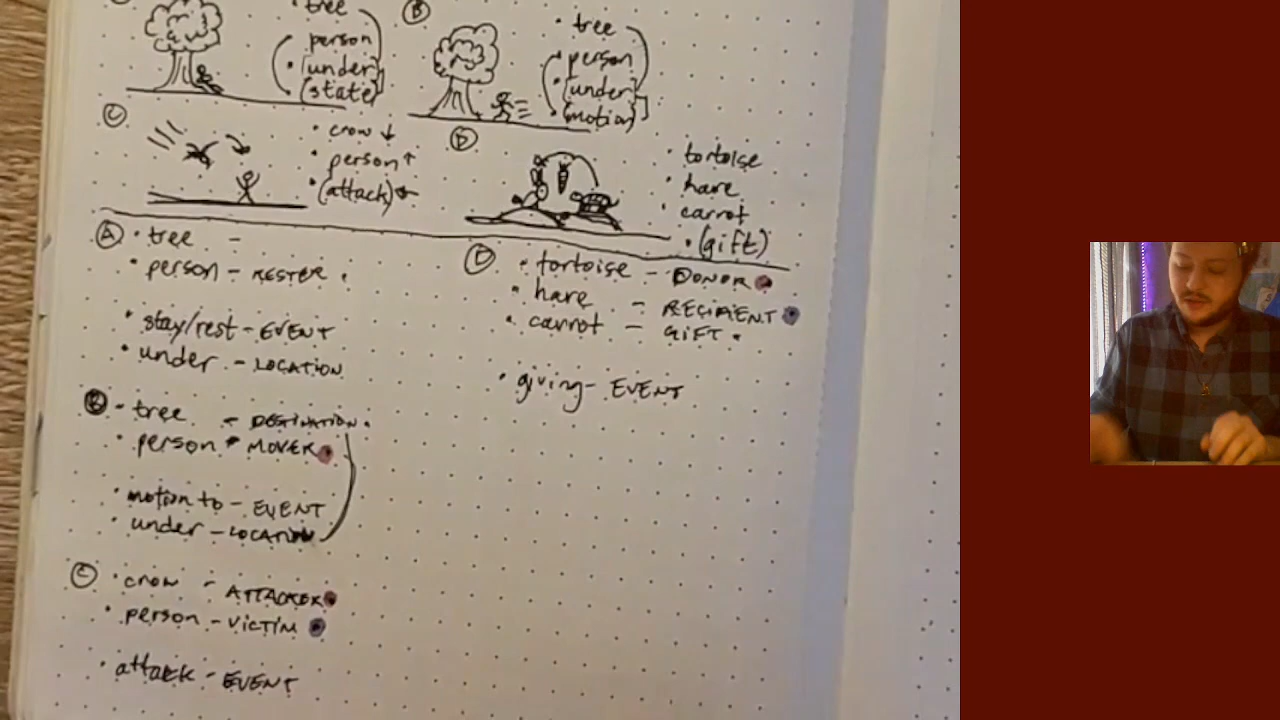 • tree
person
• (under)
(state)
B
• tree
• person
• (under)
(motion)
C
• crow ↓
• person ↑
• (attack)
D
• tortoise
• hare
• carrot
• (gift)
A • tree –
• person – RESTER .
• stay/rest – EVENT
• under – LOCATION
B • tree – DESTINATION .
• person – MOVER
• motion to – EVENT
• under – LOCATION
C • crow – ATTACKER
• person – VICTIM
• attack – EVENT
D • tortoise – DONOR
• hare – RECIPIENT
• carrot – GIFT .
• giving – EVENT